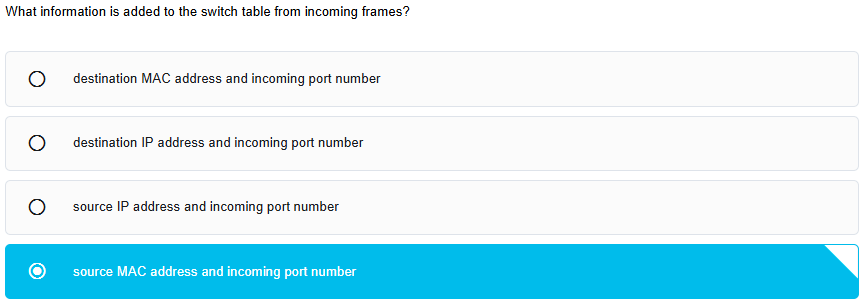 What information is added to the switch table from incoming frames?
destination MAC address and incoming port number
destination IP address and incoming port number
source IP address and incoming port number
source MAC address and incoming port number